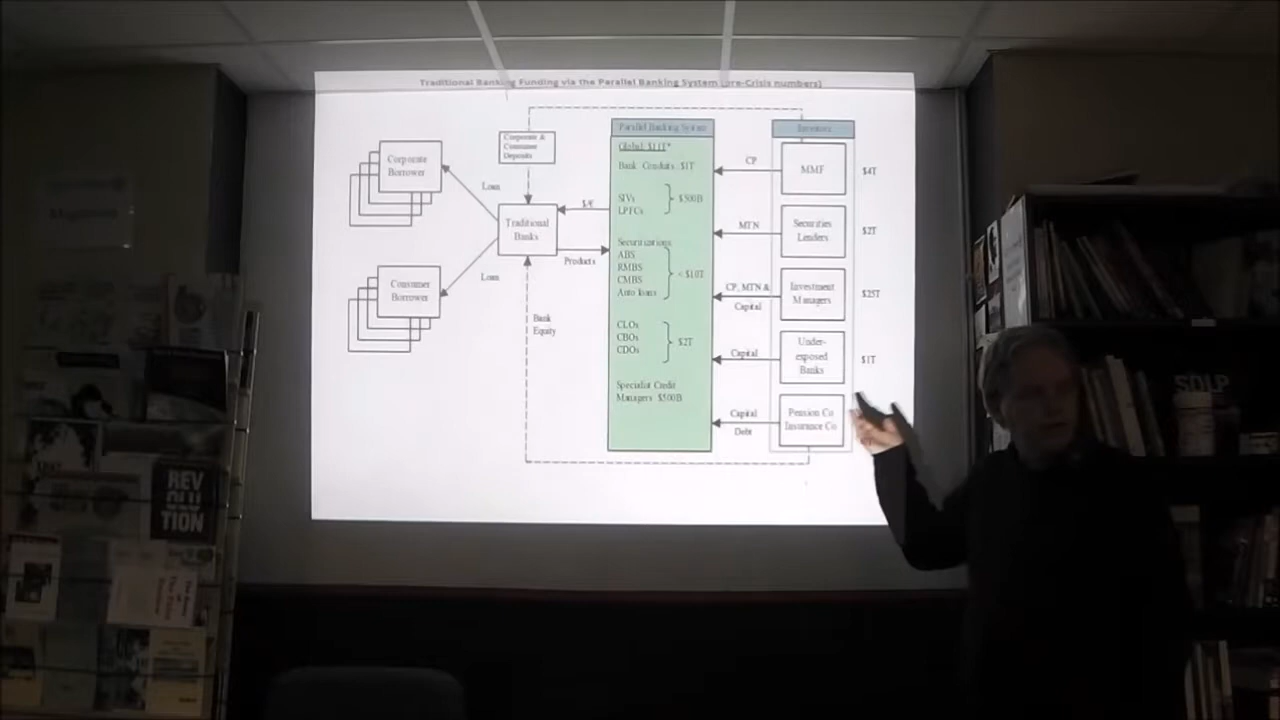 Traditional Banking Funding via the Parallel Banking System (pre-Crisis numbers)
Corporate &
Consumer
Deposits
Parallel Banking System
Investors
Corporate
Borrower
Loan
Consumer
Borrower
Loan
Traditional
Banks
$/€
Products
Bank
Equity
Global: $11T*
Bank Conduits $1T
SIVs
LPFCs
$500B
Securitizations
ABS
RMBS
CMBS
Auto loans
< $10T
CLOs
CBOs
CDOs
$2T
Specialist Credit
Managers $500B
CP
MMF
$4T
MTN
Securities
Lenders
$2T
CP, MTN &
Capital
Investment
Managers
$25T
Capital
Under-
exposed
Banks
$1T
Capital
Debt
Pension Co
Insurance Co
REV
OLU
TION
SDLP